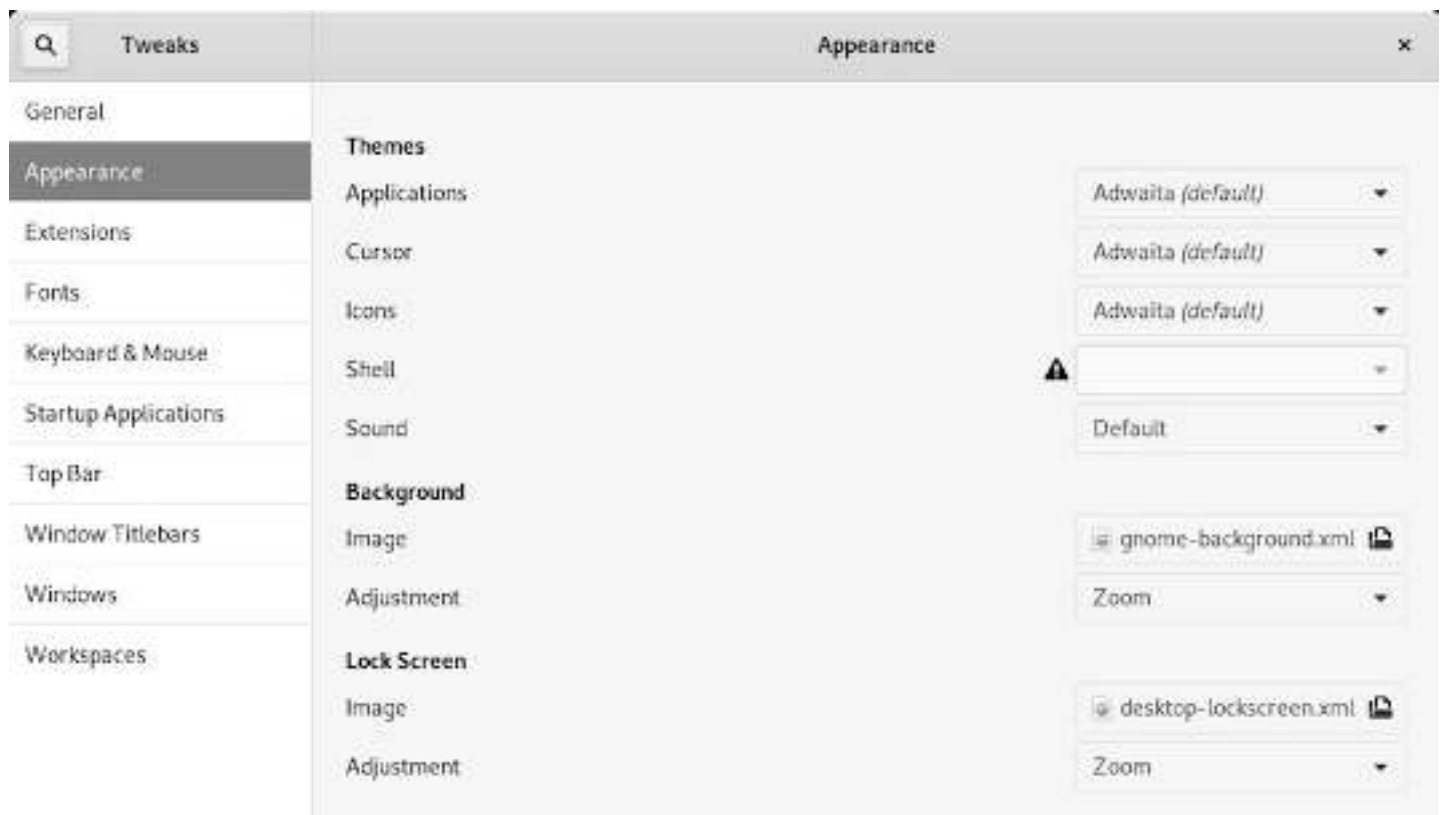 Tweaks
Appearance
General
Appearance
Extensions
Fonts
Keyboard & Mouse
Startup Applications
Top Bar
Window Titlebars
Windows
Workspaces
Themes
Applications Adwaita (default)
Cursor Adwaita (default)
Icons Adwaita (default)
Shell
Sound Default
Background
Image gnome-background.xml
Adjustment Zoom
Lock Screen
Image desktop-lockscreen.xml
Adjustment Zoom